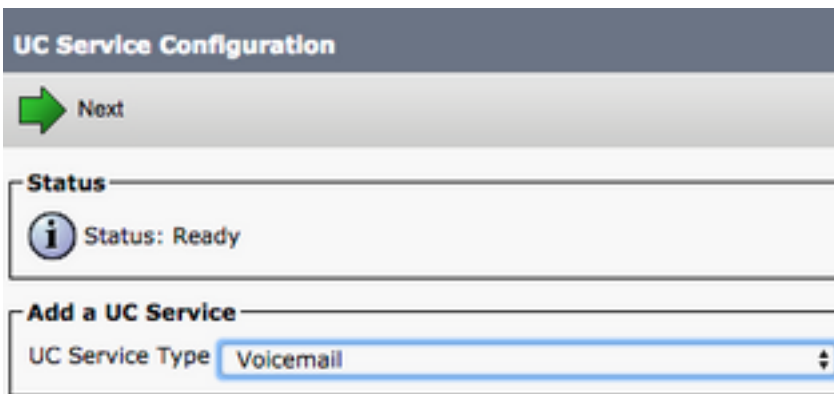 UC Service Configuration
Next
Status
i Status: Ready
Add a UC Service
UC Service Type Voicemail